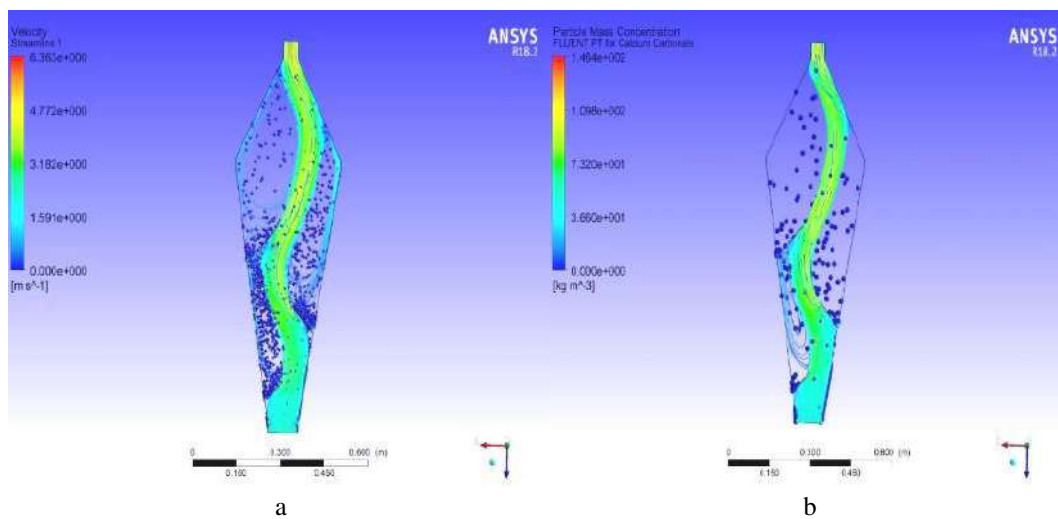 Velocity
Streamline 1
6.363e+000
4.772e+000
3.182e+000
1.591e+000
0.000e+000
[m s^-1]
ANSYS
R18.2
0 0.300 0.600 (m)
0.150 0.450
a
Particle Mass Concentration
FLUENT PT for Calcium Carbonate
1.464e+002
1.098e+002
7.320e+001
3.660e+001
0.000e+000
[kg m^-3]
ANSYS
R18.2
0 0.300 0.600 (m)
0.150 0.450
b